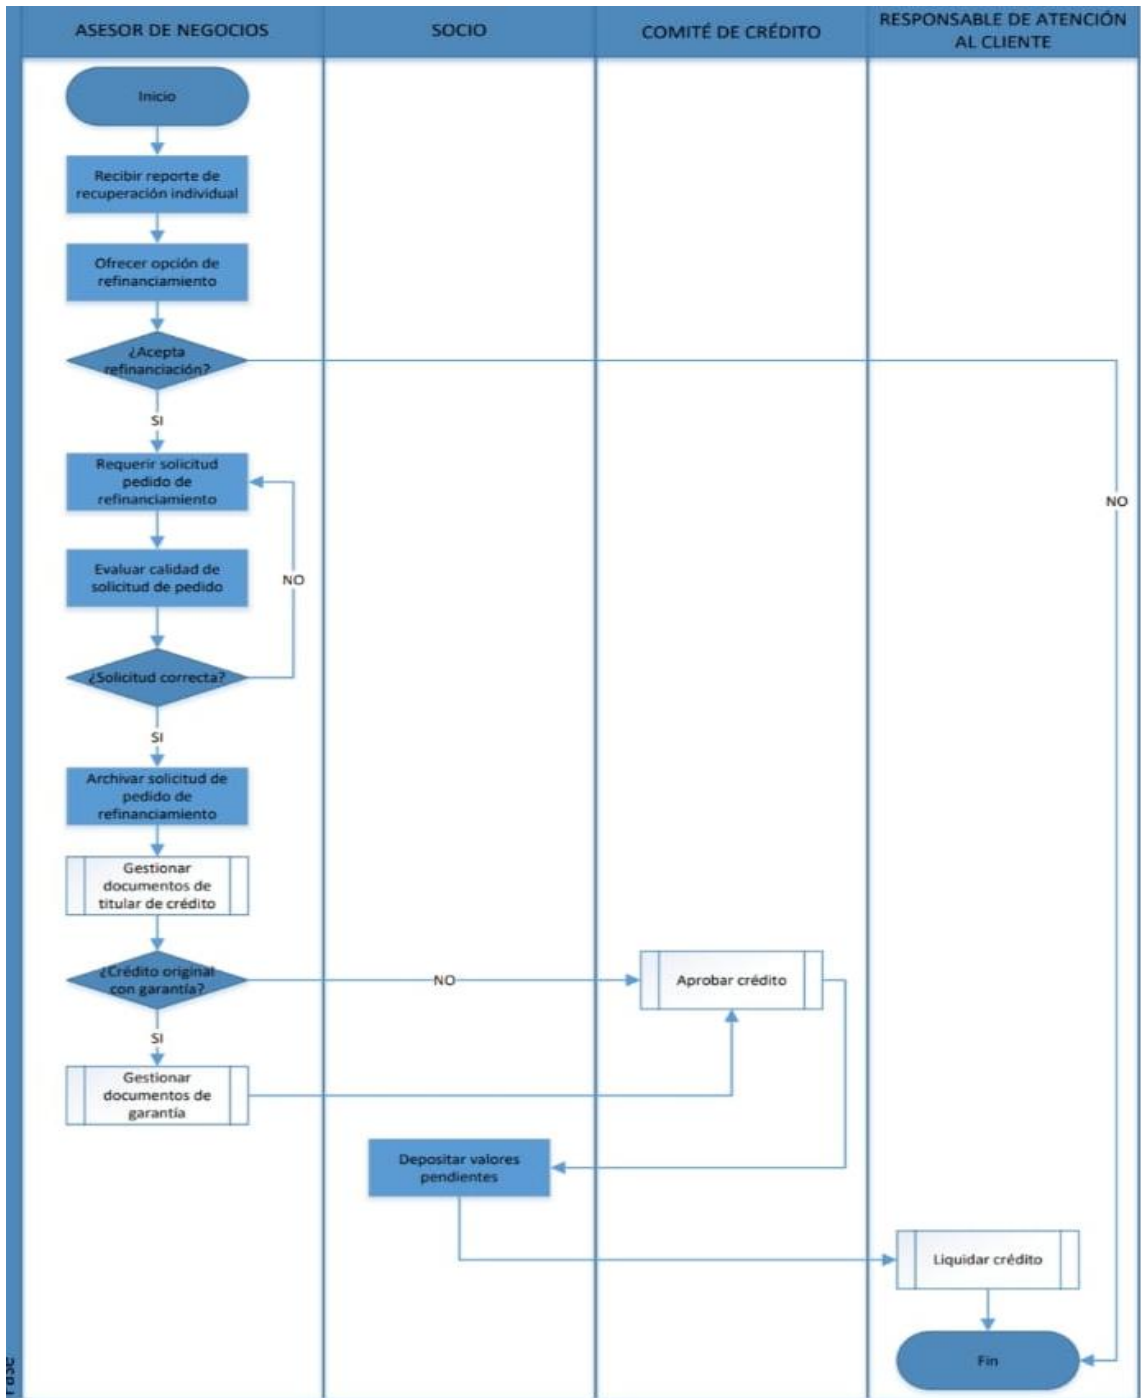 ASESOR DE NEGOCIOS
SOCIO
COMITÉ DE CRÉDITO
RESPONSABLE DE ATENCIÓN
AL CLIENTE
Inicio
Recibir reporte de
recuperación individual
Ofrecer opción de
refinanciamiento
¿Acepta
refinanciación?
SI
Requerir solicitud
pedido de
refinanciamiento
NO
Evaluar calidad de
solicitud de pedido
NO
¿Solicitud correcta?
SI
Archivar solicitud de
pedido de
refinanciamiento
Gestionar
documentos de
titular de crédito
¿Crédito original
con garantía?
NO
Aprobar crédito
SI
Gestionar
documentos de
garantía
Depositar valores
pendientes
Liquidar crédito
Fin